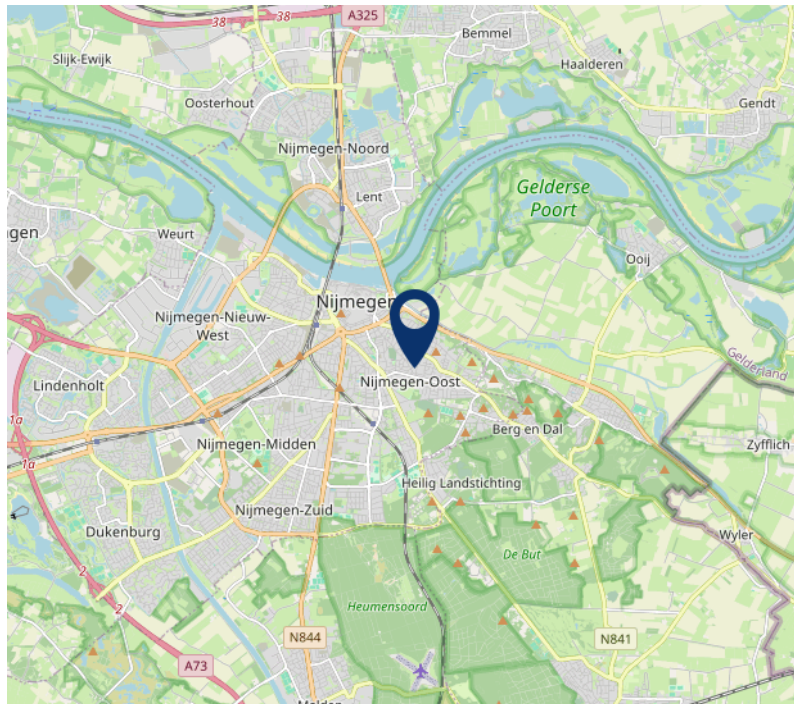 38
38
A325
Bemmel
Slijk-Ewijk
Haalderen
Oosterhout
Gendt
Nijmegen-Noord
Gelderse
Poort
Lent
gen
Weurt
Ooij
Nijmegen
Nijmegen-Nieuw-
West
Gelderland
Lindenholt
Nijmegen-Oost
1a
Berg en Dal
Nijmegen-Midden
Zyfflich
1a
Heilig Landstichting
Nijmegen-Zuid
Dukenburg
Wyler
De But
2
2
Heumensoord
N844
N841
A73